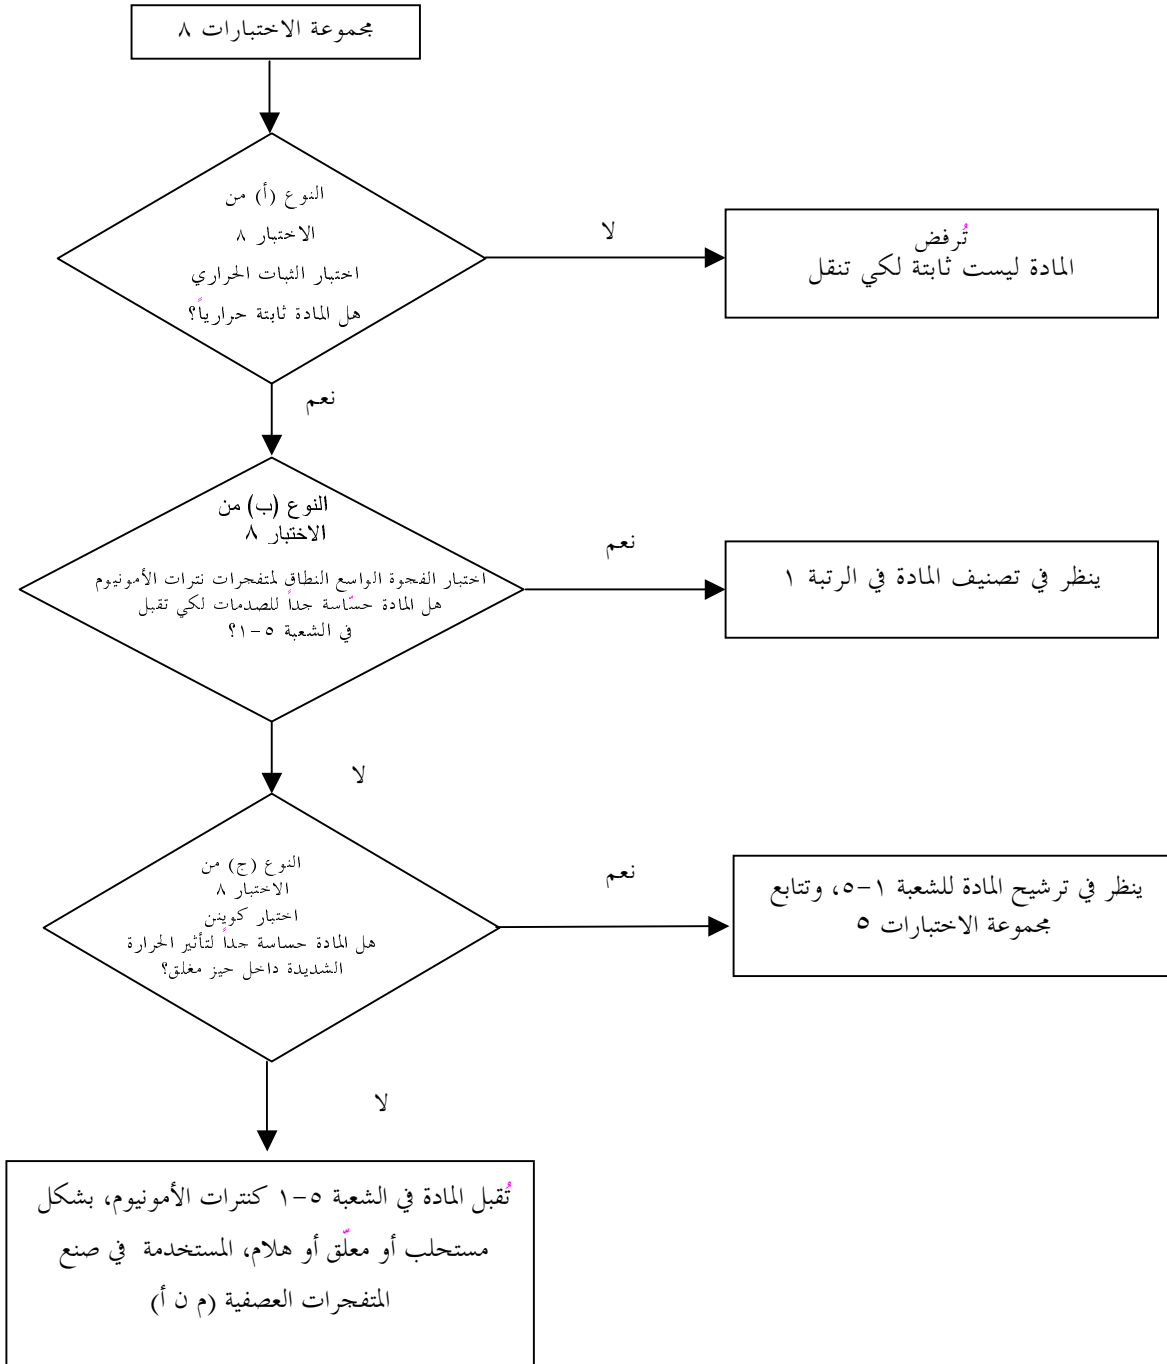 مجموعة الاختبارات ٨
النوع (أ) من
الاختبار ٨
اختبار الثبات الحراري
هل المادة ثابتة حرارياً؟
لا
تُرفض
المادة ليست ثابتة لكي تنقل
نعم
النوع (ب) من
الاختبار ٨
اختبار الفجوة الواسع النطاق لمتفجرات نترات الأمونيوم
هل المادة حسّاسة جداً للصدمات لكي تقبل
في الشعبة ٥-١؟
نعم
ينظر في تصنيف المادة في الرتبة ١
لا
النوع (ج) من
الاختبار ٨
اختبار كوينن
هل المادة حساسة جداً لتأثير الحرارة
الشديدة داخل حيز مغلق؟
نعم
ينظر في ترشيح المادة للشعبة ١-٥، وتتابع
مجموعة الاختبارات ٥
لا
تُقبل المادة في الشعبة ٥-١ كنترات الأمونيوم، بشكل
مستحلب أو معلّق أو هلام، المستخدمة في صنع
المتفجرات العصفية (م ن أ)